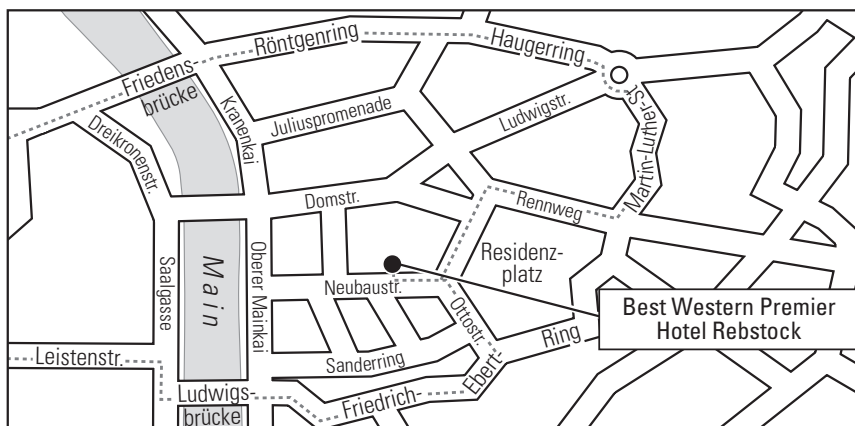 Röntgenring
Haugerring
Friedens-
brücke
Kranenkai
Juliuspromenade
Ludwigstr.
Martin-Luther-St.
Dreikronenstr.
Domstr.
Rennweg
Saalgasse
Main
Oberer Mainkai
Residenz-
platz
Neubaustr.
Ottostr.
Best Western Premier
Hotel Rebstock
Leistenstr.
Sanderring
Ebert-
Ring
Ludwigs-
brücke
Friedrich-